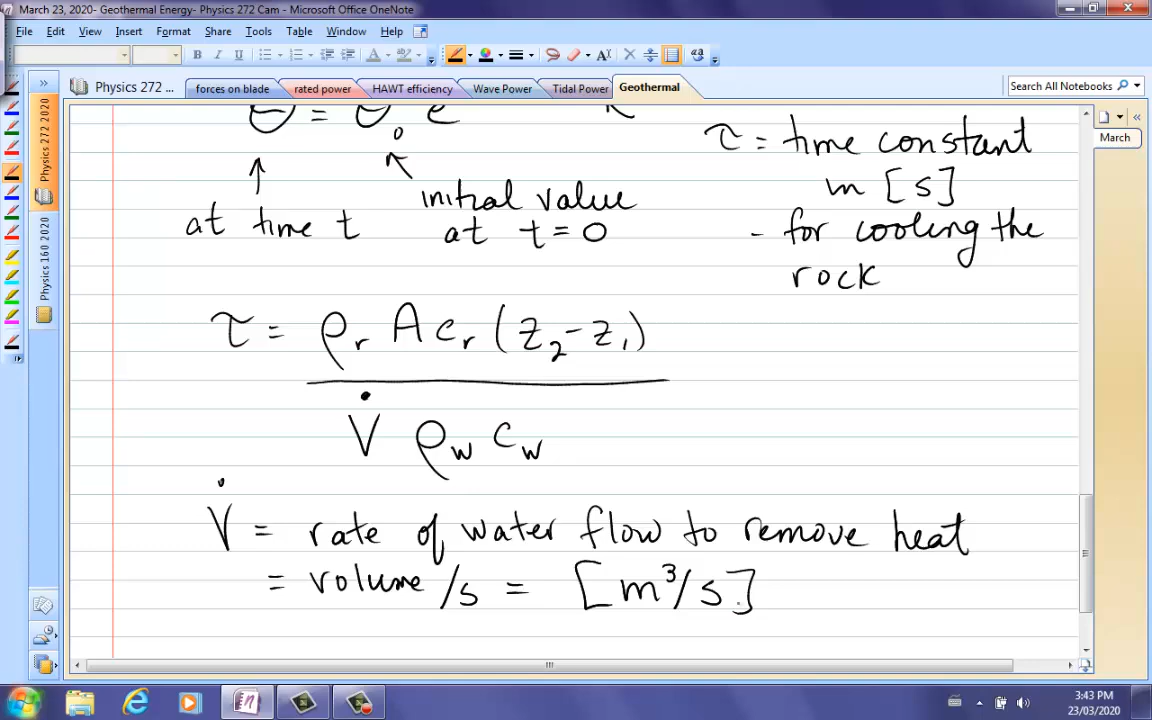 March 23, 2020- Geothermal Energy- Physics 272 Cam - Microsoft Office OneNote
File Edit View Insert Format Share Tools Table Window Help
B I U A ab
Physics 272 ... forces on blade rated power HAWT efficiency Wave Power Tidal Power Geothermal Search All Notebooks
March
Physics 272 2020
Physics 160 2020
Θ = Θ₀ e
τ = time constant
in [s]
- for cooling the
rock
at time t
initial value
at t = 0
τ = ρr A cr (z₂-z₁)
V̇ ρw cw
V̇ = rate of water flow to remove heat
= volume/s = [m³/s]
3:43 PM
23/03/2020